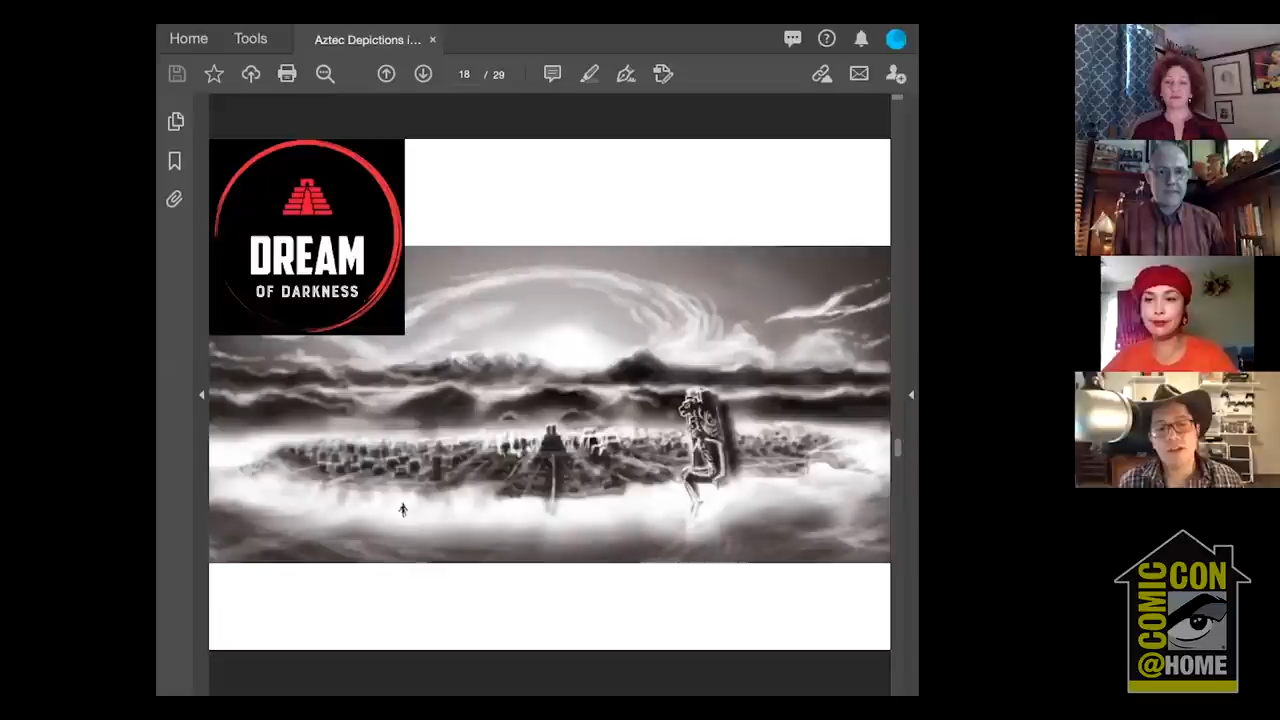 Home
Tools
Aztec Depictions i...
×
18 / 29
DREAM
OF DARKNESS
COMIC
CON
@HOME